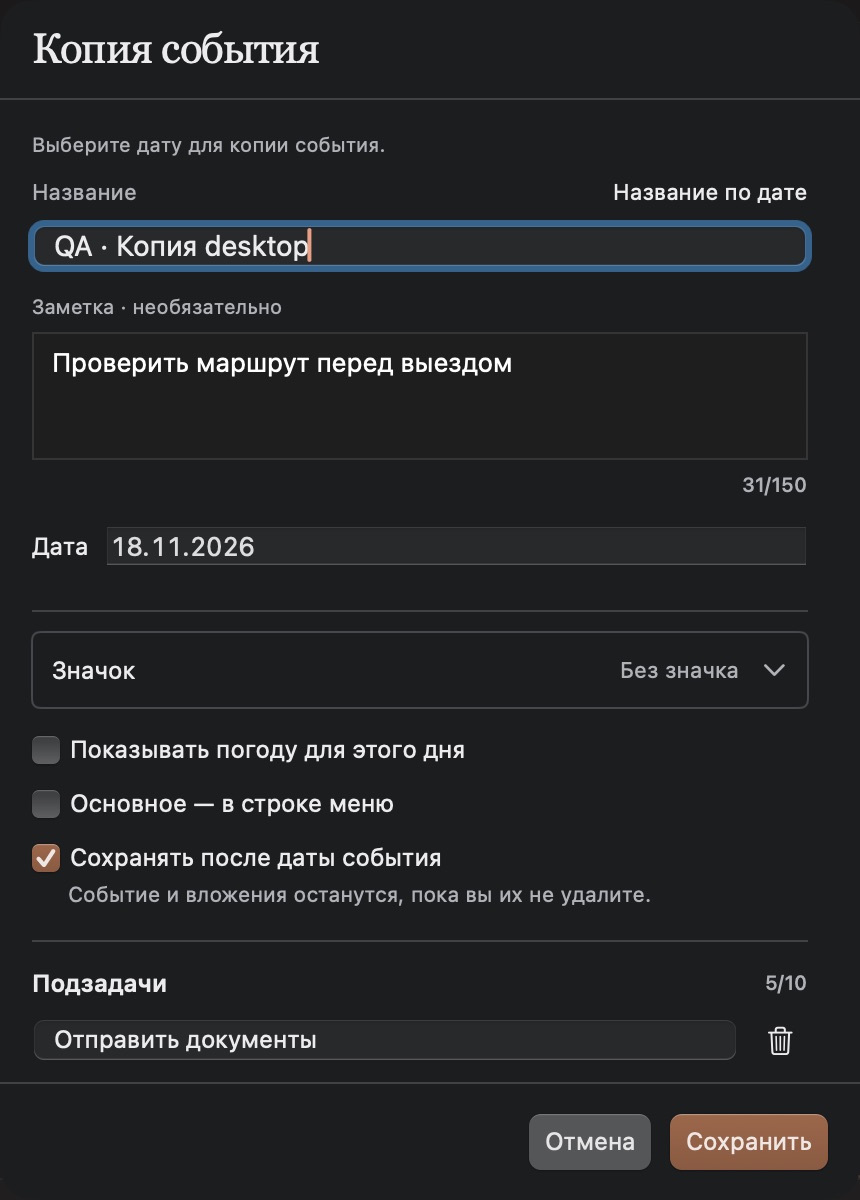 Копия события
Выберите дату для копии события.
Название
Название по дате
QA · Копия desktop
Заметка · необязательно
Проверить маршрут перед выездом
31/150
Дата
18.11.2026
Значок
Без значка
Показывать погоду для этого дня
Основное — в строке меню
Сохранять после даты события
Событие и вложения останутся, пока вы их не удалите.
Подзадачи
5/10
Отправить документы
Отмена
Сохранить